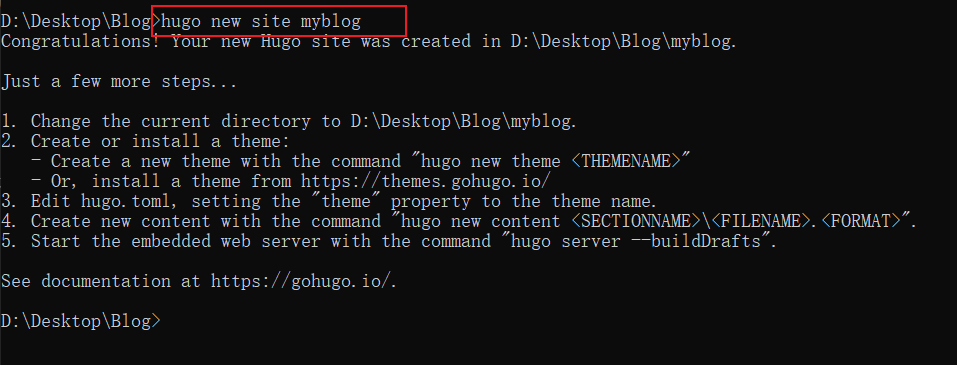 D:\Desktop\Blog>hugo new site myblog
Congratulations! Your new Hugo site was created in D:\Desktop\Blog\myblog.
Just a few more steps...
1. Change the current directory to D:\Desktop\Blog\myblog.
2. Create or install a theme:
- Create a new theme with the command "hugo new theme <THEMENAME>"
- Or, install a theme from https://themes.gohugo.io/
3. Edit hugo.toml, setting the "theme" property to the theme name.
4. Create new content with the command "hugo new content <SECTIONNAME>\<FILENAME>.<FORMAT>".
5. Start the embedded web server with the command "hugo server --buildDrafts".
See documentation at https://gohugo.io/.
D:\Desktop\Blog>